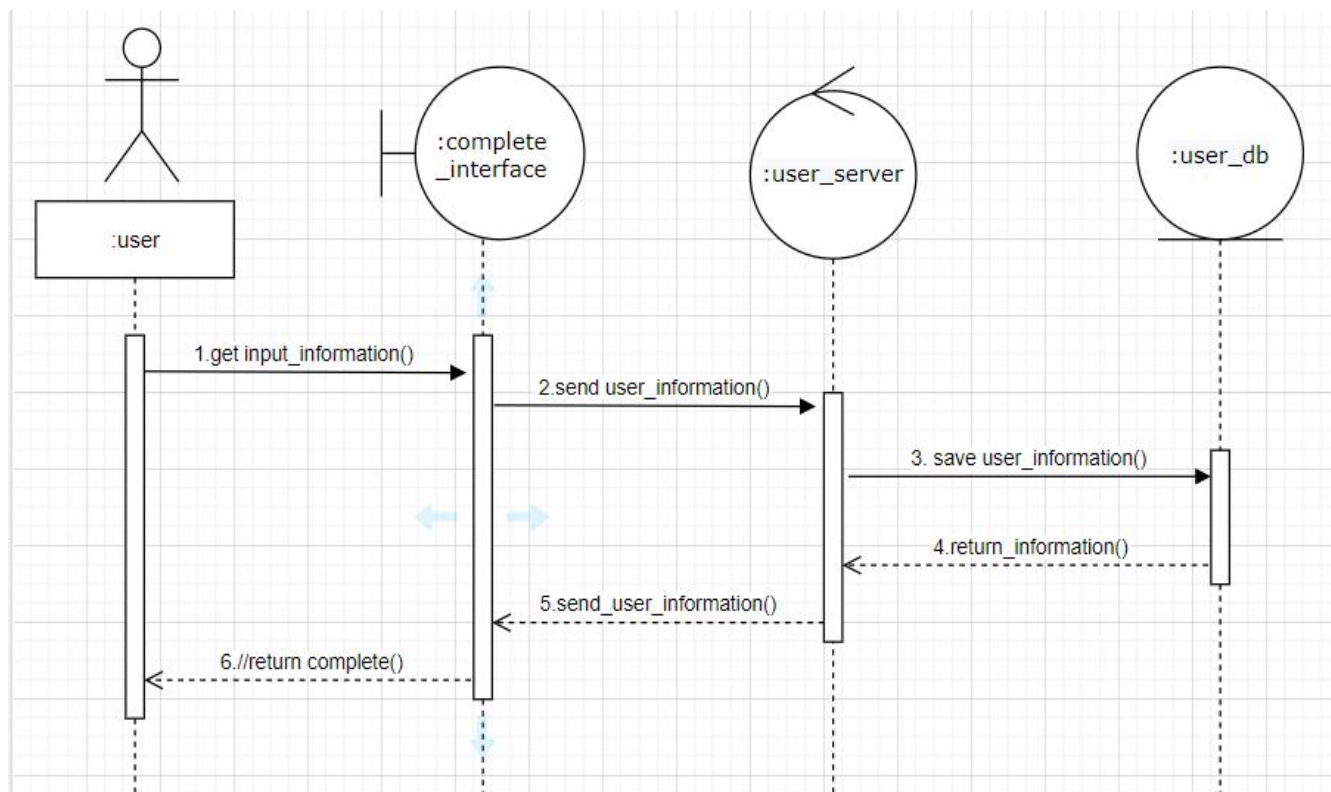 :complete
_interface
:user_server
:user_db
:user
1.get input_information()
2.send user_information()
3. save user_information()
4.return_information()
5.send_user_information()
6.//return complete()